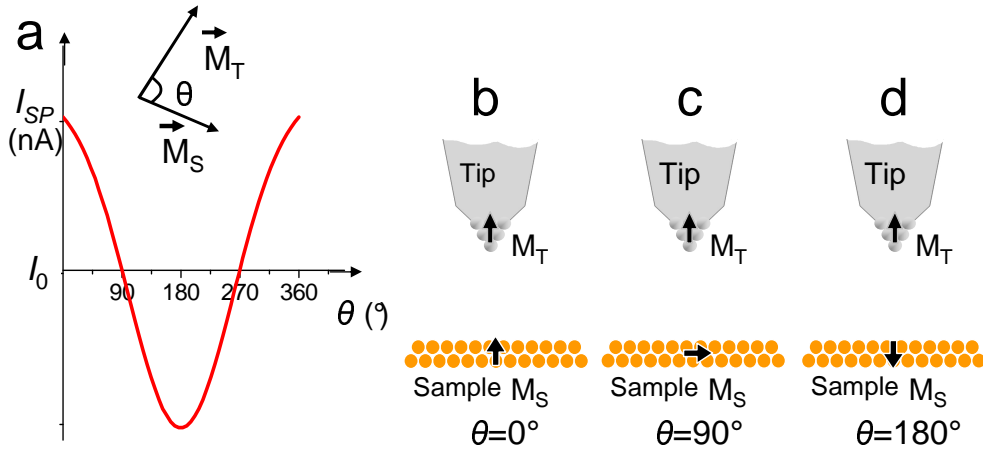 a
M_T
θ
M_S
I_SP
(nA)
I_0
90 180 270 360
θ (°)
b
Tip
M_T
Sample M_S
θ=0°
c
Tip
M_T
Sample M_S
θ=90°
d
Tip
M_T
Sample M_S
θ=180°